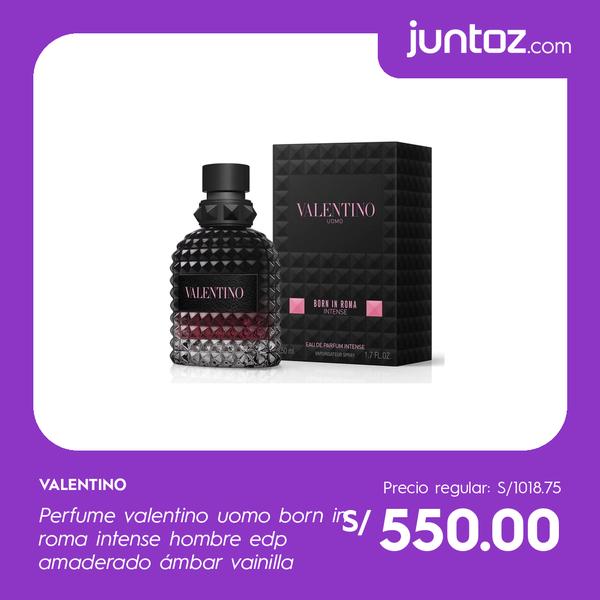 juntoz.com
VALENTINO
UOMO
VALENTINO
BORN IN ROMA
INTENSE
EAU DE PARFUM INTENSE
50 ml VAPORISATEUR SPRAY 1.7 FL.OZ.
VALENTINO
Precio regular: S/1018.75
Perfume valentino uomo born in
S/ 550.00
roma intense hombre edp
amaderado ámbar vainilla